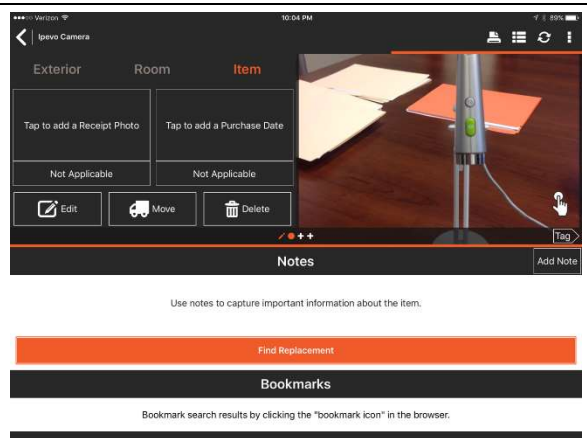 Verizon 10:04 PM 89%
Ipevo Camera
Exterior Room Item
Tap to add a Receipt Photo
Tap to add a Purchase Date
Not Applicable
Not Applicable
Edit
Move
Delete
Tag
Notes
Add Note
Use notes to capture important information about the item.
Find Replacement
Bookmarks
Bookmark search results by clicking the "bookmark icon" in the browser.